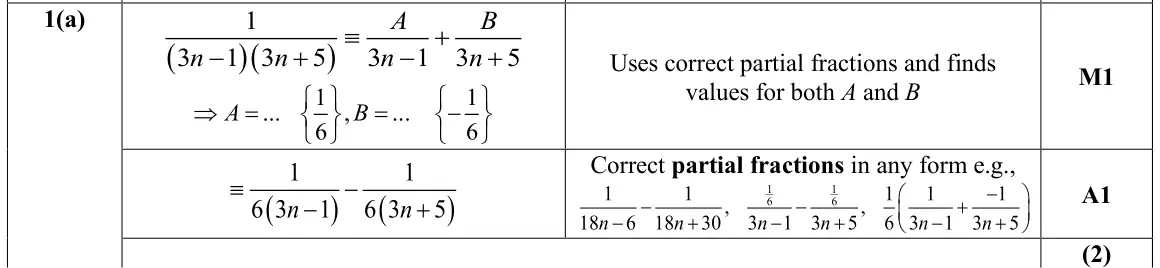 1(a)
1/((3n−1)(3n+5)) ≡ A/(3n−1) + B/(3n+5)
⇒ A = ... {1/6}, B = ... {−1/6}
Uses correct partial fractions and finds
values for both A and B
M1
≡ 1/(6(3n−1)) − 1/(6(3n+5))
Correct partial fractions in any form e.g.,
1/(18n−6) − 1/(18n+30), (1/6)/(3n−1) − (1/6)/(3n+5), 1/6(1/(3n−1) + −1/(3n+5))
A1
(2)